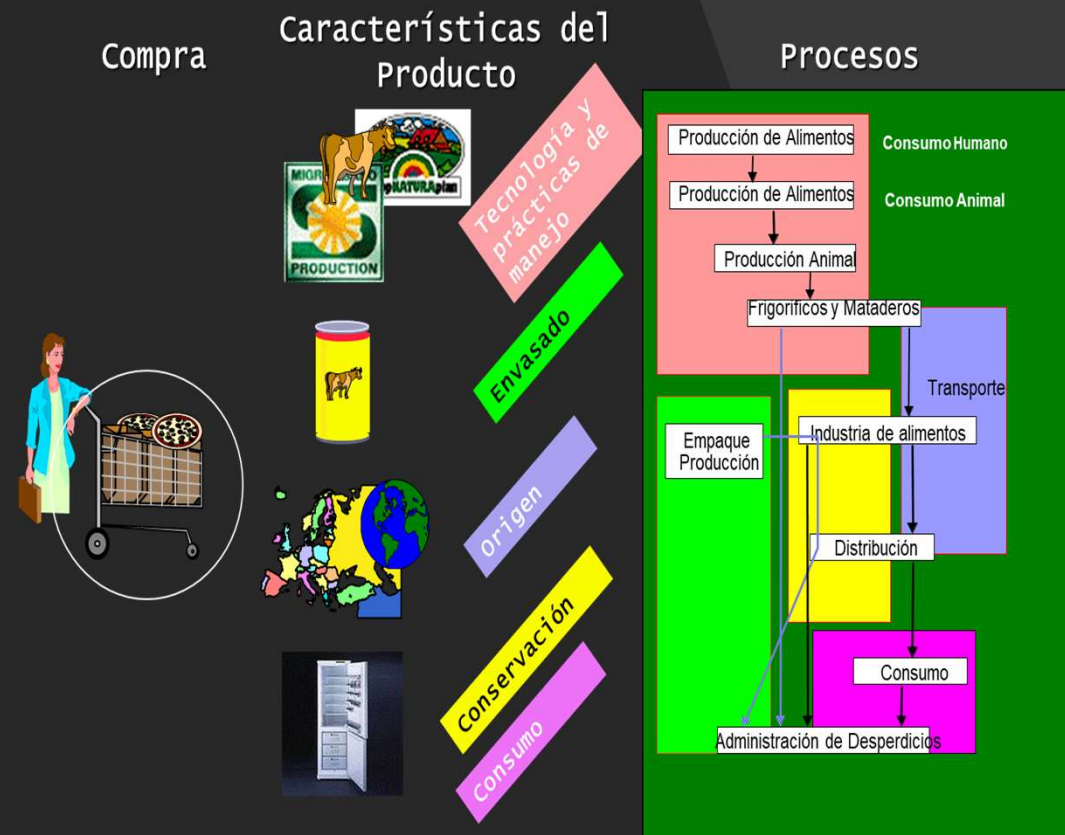 Compra
Características del
Producto
Procesos
NATURAplan
MIGR
PRODUCTION
Tecnología y
prácticas de
manejo
Envasado
Origen
Conservación
Consumo
Producción de Alimentos
Consumo Humano
Producción de Alimentos
Consumo Animal
Producción Animal
Frigoríficos y Mataderos
Transporte
Industria de alimentos
Empaque
Producción
Distribución
Consumo
Administración de Desperdicios